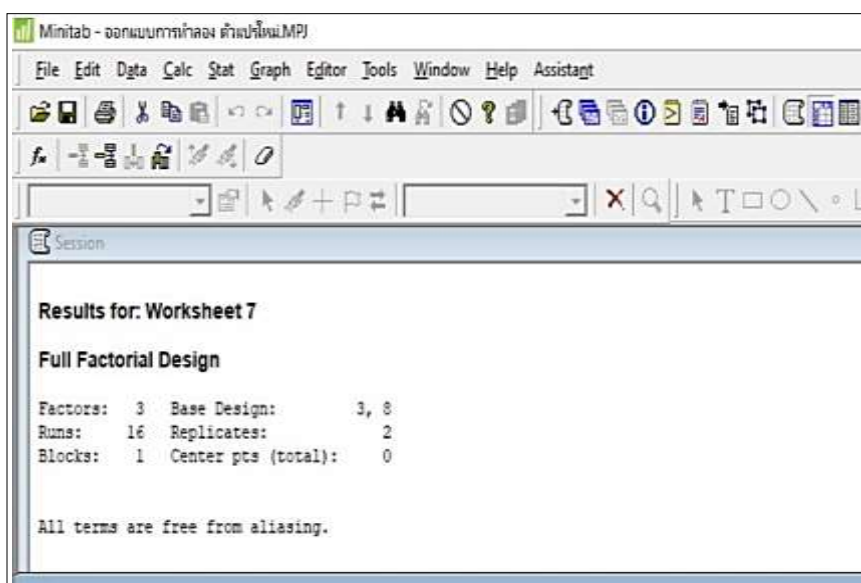 Minitab - ออกแบบการทำลอง ตัวแปรใหม่.MPJ
File Edit Data Calc Stat Graph Editor Tools Window Help Assistant
Session
Results for: Worksheet 7
Full Factorial Design
Factors: 3 Base Design: 3, 8
Runs: 16 Replicates: 2
Blocks: 1 Center pts (total): 0
All terms are free from aliasing.